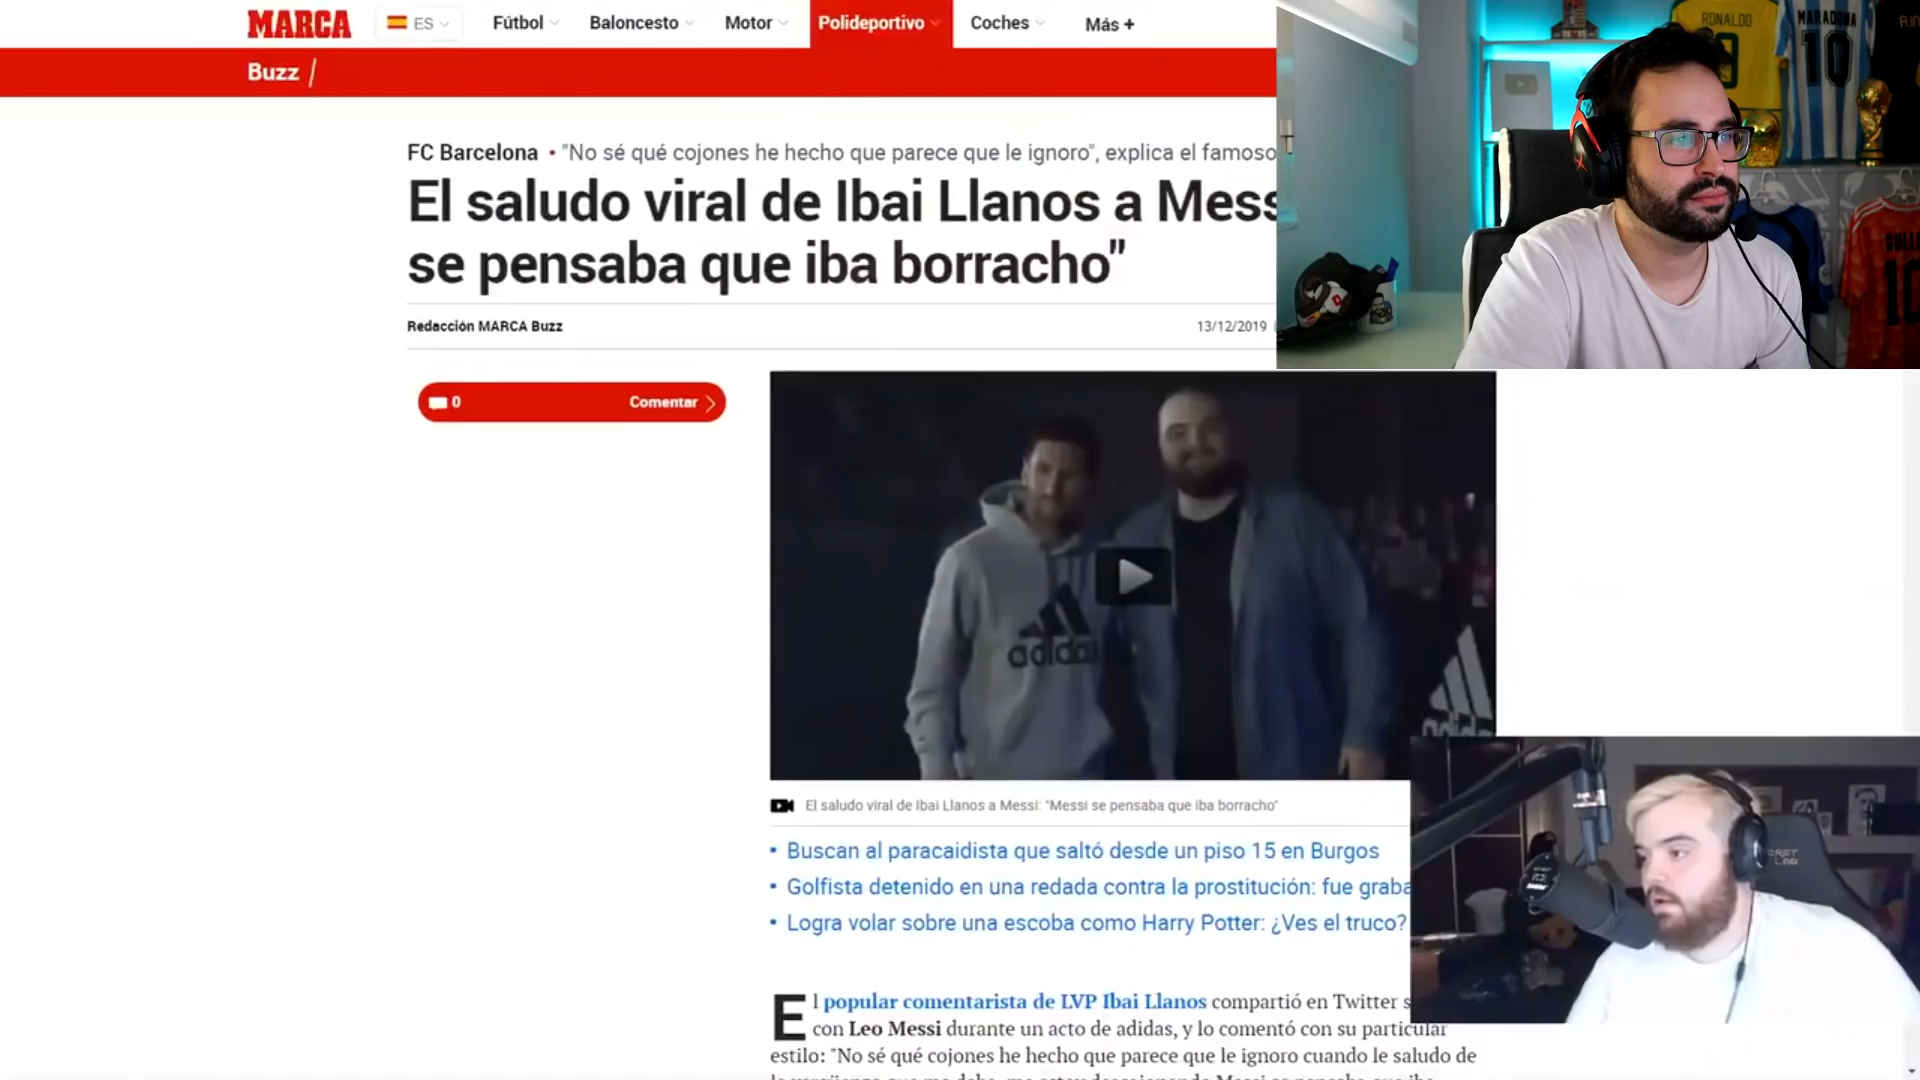 MARCA
ES
Fútbol
Baloncesto
Motor
Polideportivo
Coches
Más +
Buzz /
RONALDO
9
MARADONA
10
FC Barcelona • "No sé qué cojones he hecho que parece que le ignoro", explica el famoso
El saludo viral de Ibai Llanos a Mess
se pensaba que iba borracho"
Redacción MARCA Buzz
13/12/2019
0
Comentar
adidas
El saludo viral de Ibai Llanos a Messi: "Messi se pensaba que iba borracho"
• Buscan al paracaidista que saltó desde un piso 15 en Burgos
• Golfista detenido en una redada contra la prostitución: fue graba
• Logra volar sobre una escoba como Harry Potter: ¿Ves el truco?
El popular comentarista de LVP Ibai Llanos compartió en Twitter s
con Leo Messi durante un acto de adidas, y lo comentó con su particular
estilo: "No sé qué cojones he hecho que parece que le ignoro cuando le saludo de